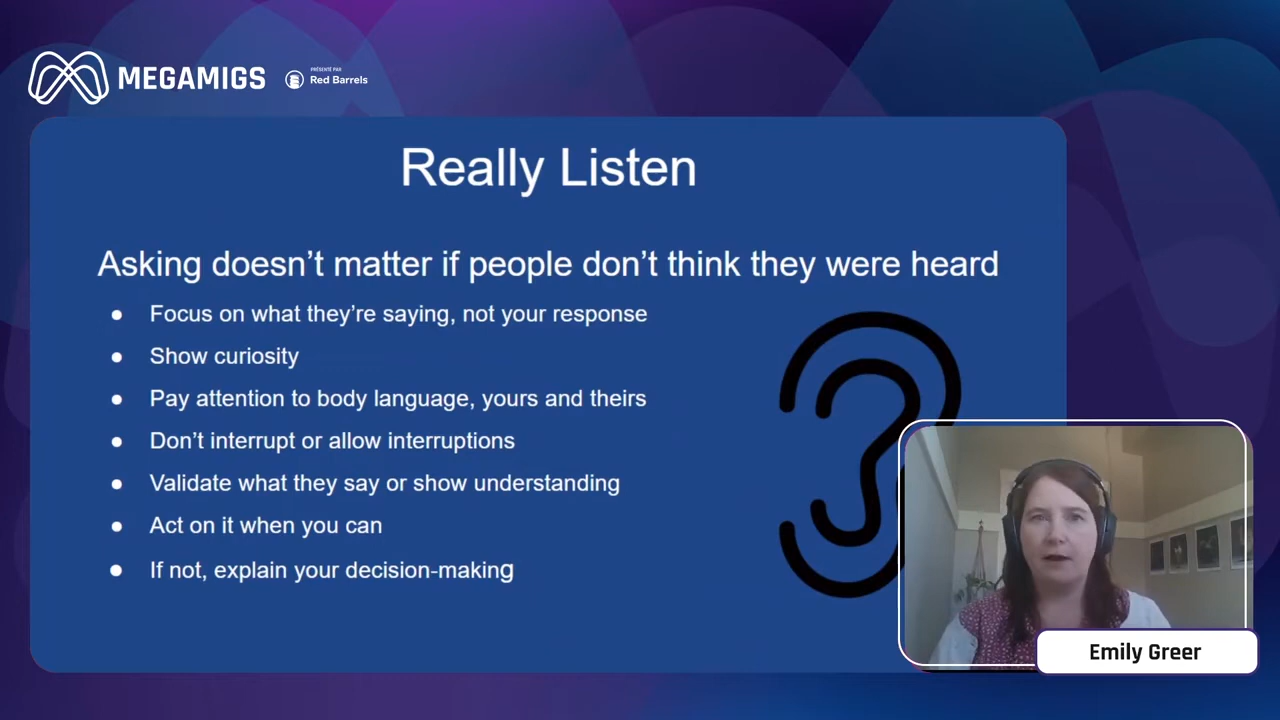 MEGAMIGS
PRÉSENTÉ PAR
Red Barrels
Really Listen
Asking doesn’t matter if people don’t think they were heard
● Focus on what they’re saying, not your response
● Show curiosity
● Pay attention to body language, yours and theirs
● Don’t interrupt or allow interruptions
● Validate what they say or show understanding
● Act on it when you can
● If not, explain your decision-making
Emily Greer